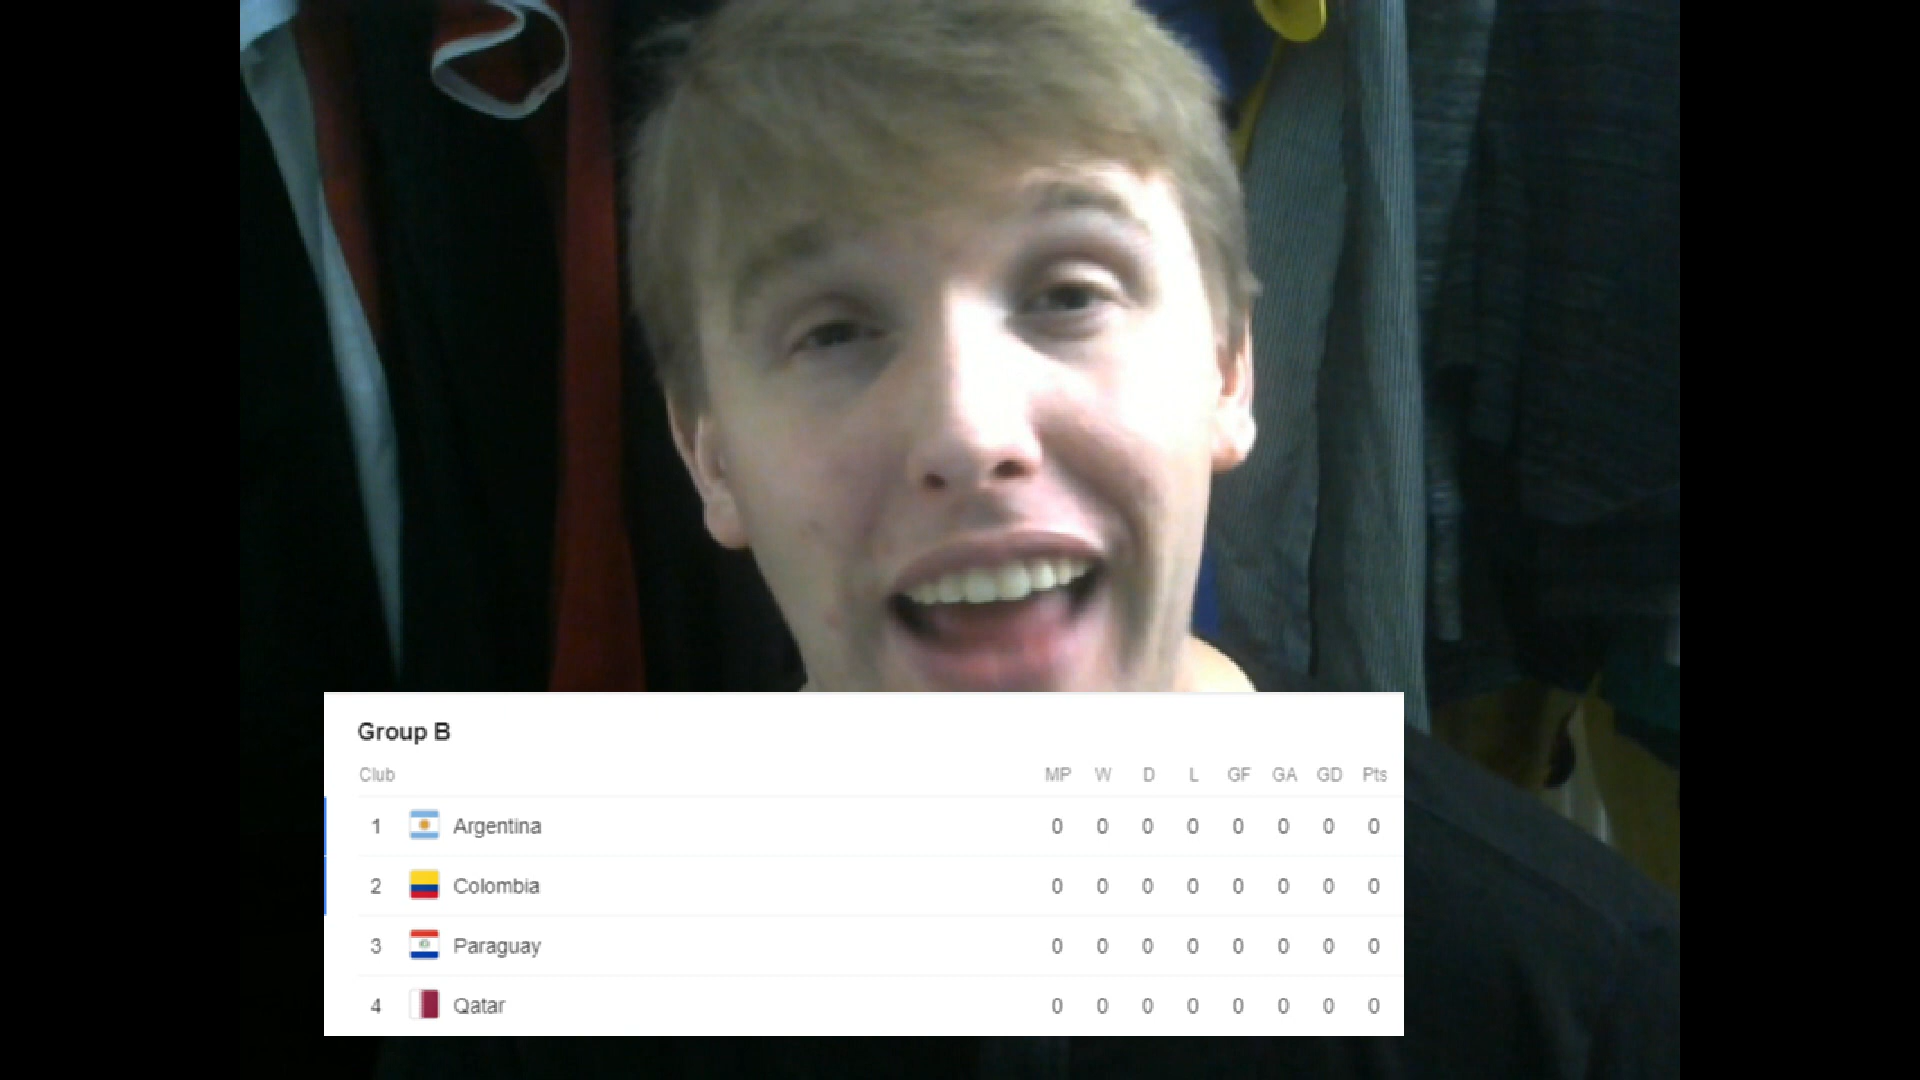 Group B
Club MP W D L GF GA GD Pts
1 Argentina 0 0 0 0 0 0 0 0
2 Colombia 0 0 0 0 0 0 0 0
3 Paraguay 0 0 0 0 0 0 0 0
4 Qatar 0 0 0 0 0 0 0 0